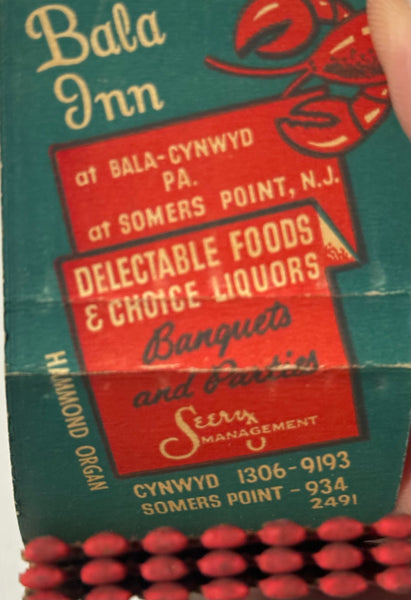 Bala
Inn
at BALA-CYNWYD
PA.
at SOMERS POINT, N.J.
DELECTABLE FOODS
& CHOICE LIQUORS
Banquets
and Parties
Seery
MANAGEMENT
HAMMOND ORGAN
CYNWYD 1306-9193
SOMERS POINT - 934
2491